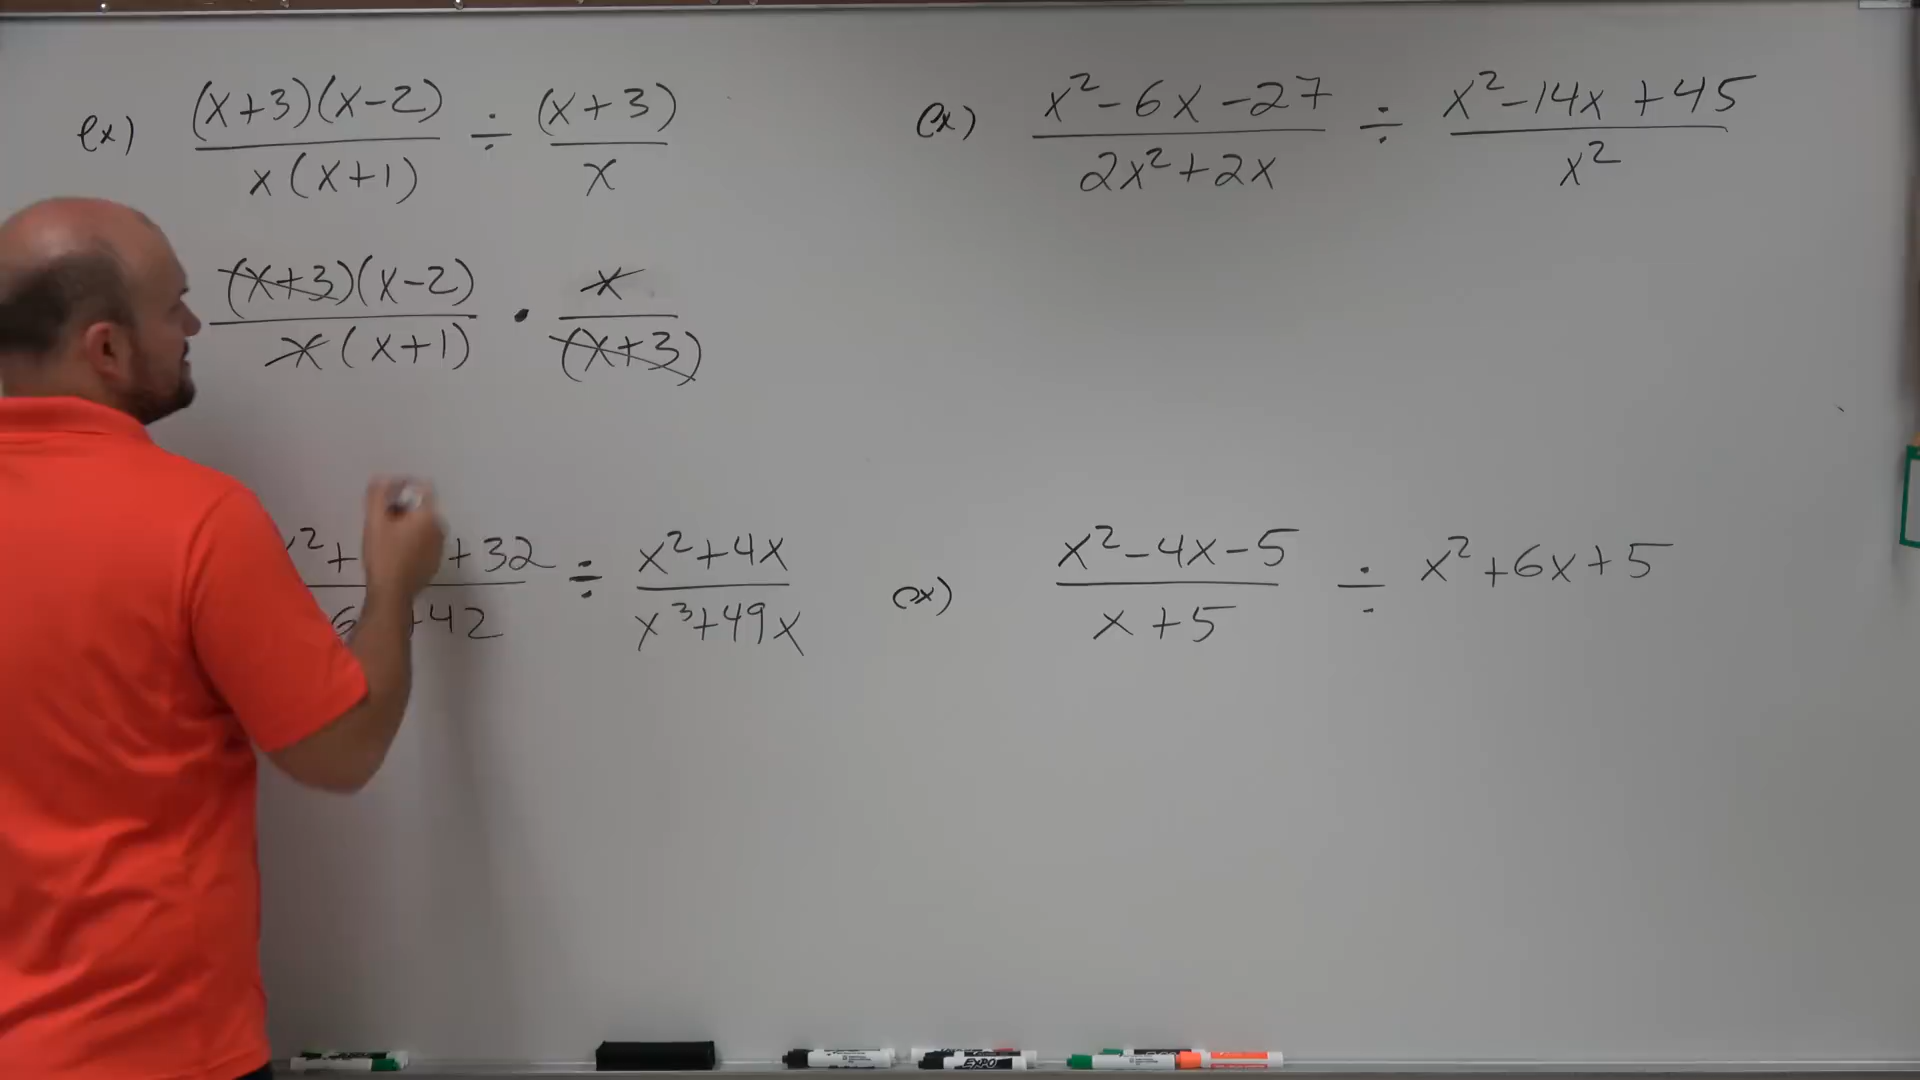 ex) (x+3)(x-2) / x(x+1) ÷ (x+3) / x
(x+3)(x-2) / x(x+1) · x / (x+3)
+32 / +42 ÷ x²+4x / x³+49x
ex) x²-6x-27 / 2x²+2x ÷ x²-14x+45 / x²
ex) x²-4x-5 / x+5 ÷ x²+6x+5
EXPO